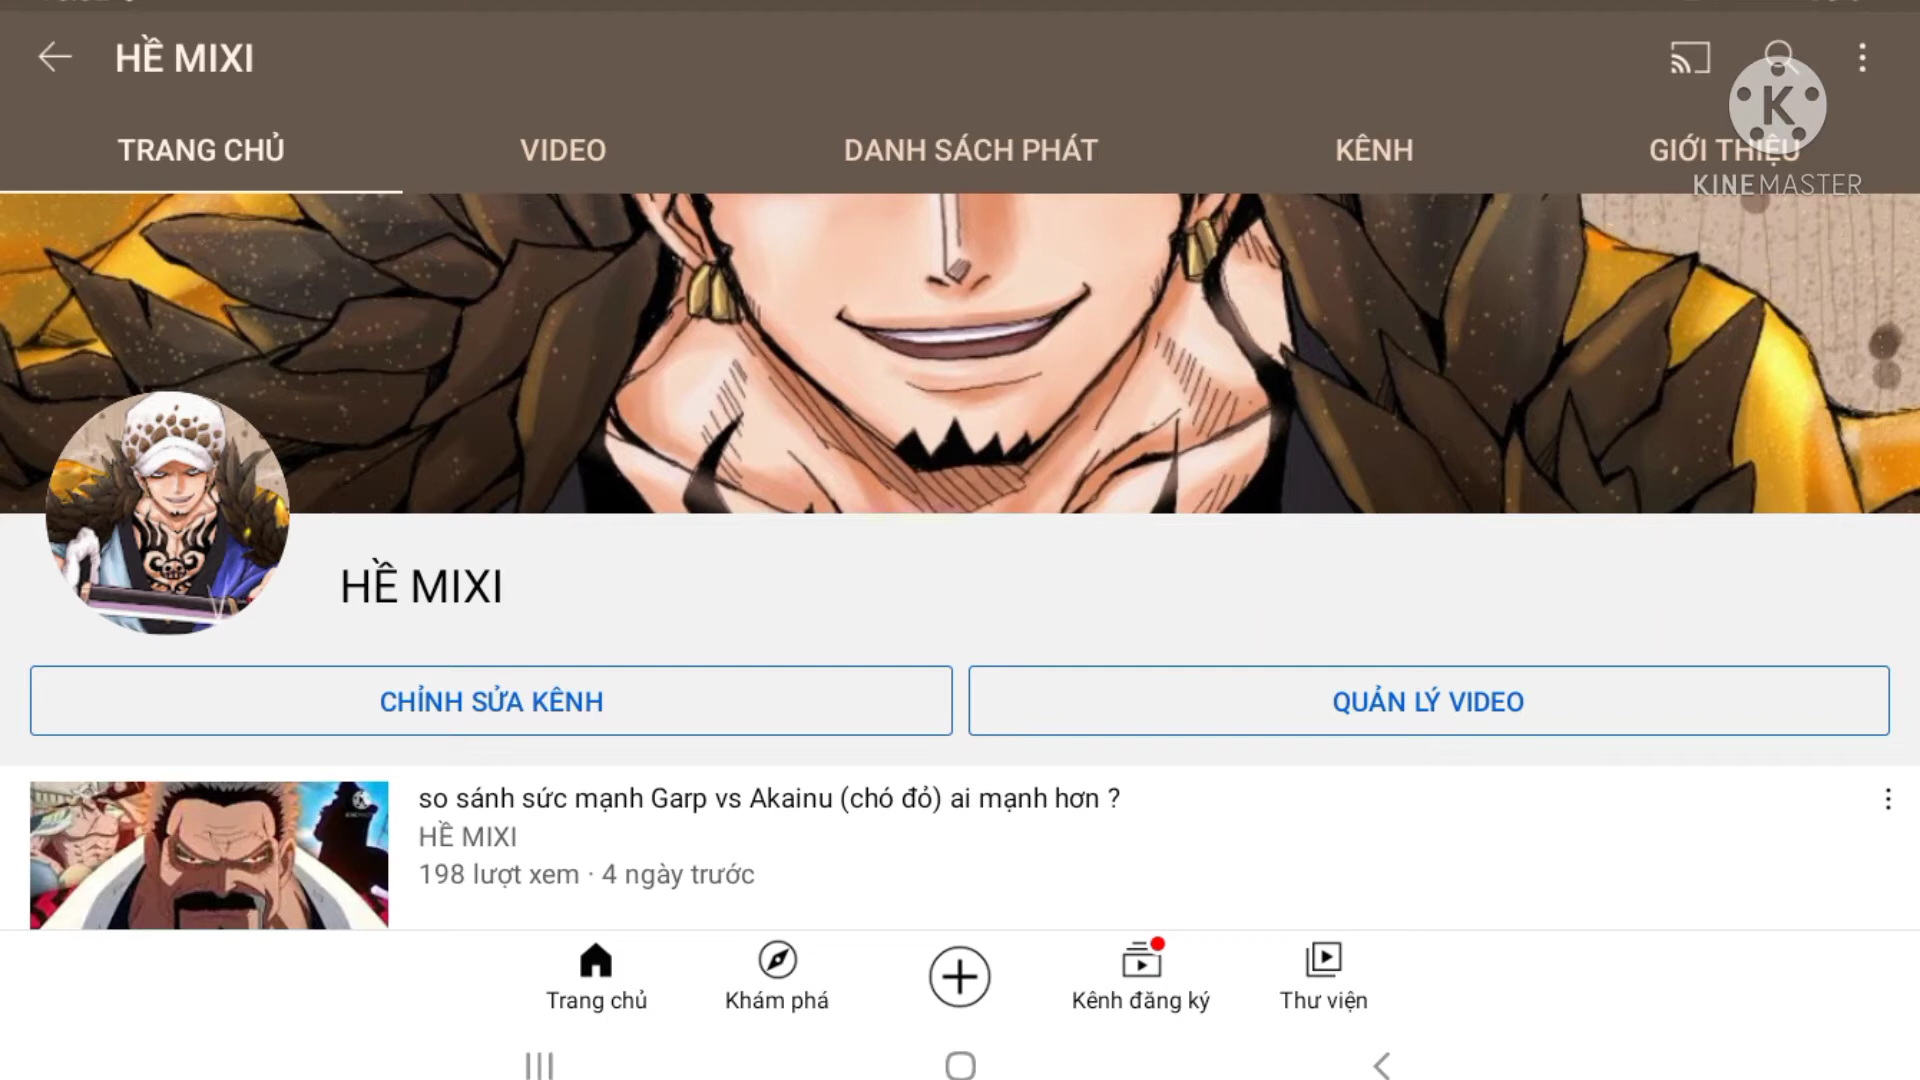 HỀ MIXI
TRANG CHỦ
VIDEO
DANH SÁCH PHÁT
KÊNH
GIỚI THIỆU
K
KINEMASTER
HỀ MIXI
CHỈNH SỬA KÊNH
QUẢN LÝ VIDEO
so sánh sức mạnh Garp vs Akainu (chó đỏ) ai mạnh hơn ?
HỀ MIXI
198 lượt xem · 4 ngày trước
Trang chủ
Khám phá
Kênh đăng ký
Thư viện